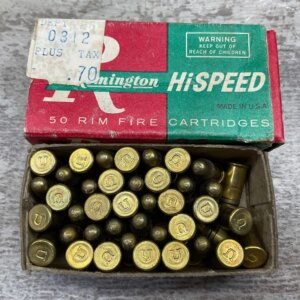 DEPT
0312
PLUS TAX
.70
Remington
HiSPEED
WARNING
KEEP OUT OF
REACH OF CHILDREN
MADE IN U.S.A.
50 RIM FIRE CARTRIDGES